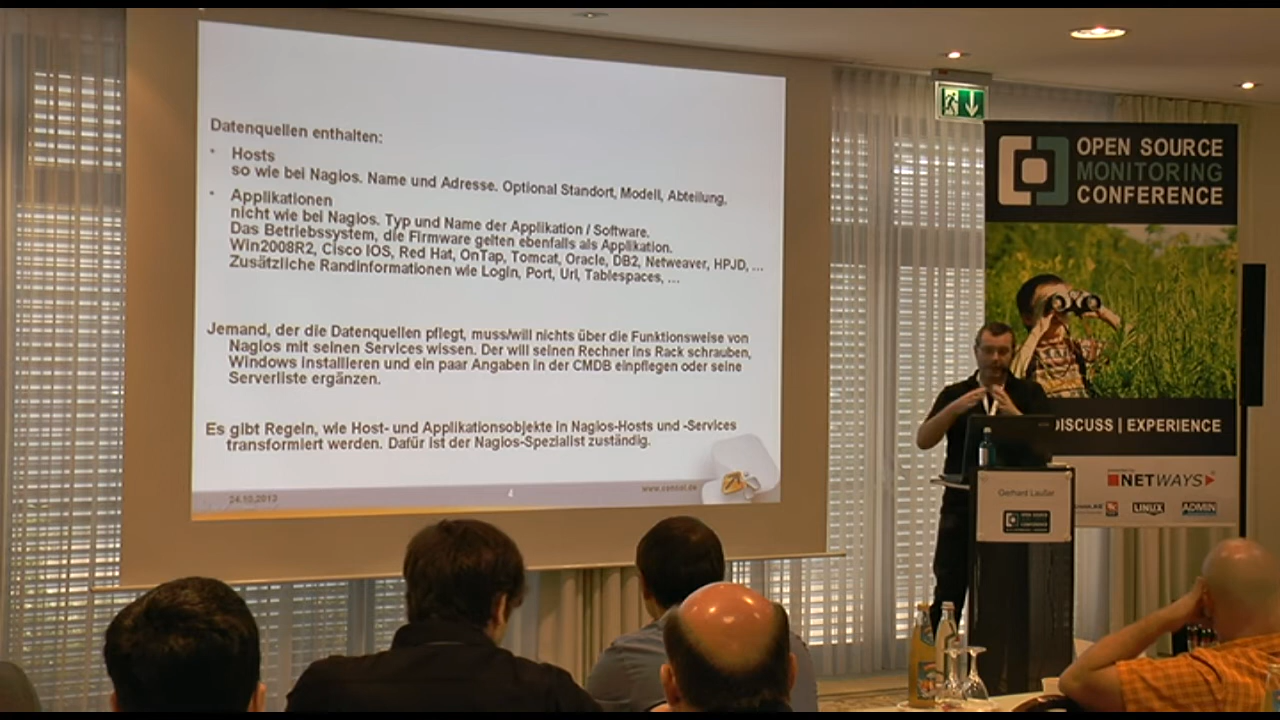 Datenquellen enthalten:
• Hosts
so wie bei Nagios. Name und Adresse. Optional Standort, Modell, Abteilung,
• Applikationen
nicht wie bei Nagios. Typ und Name der Applikation / Software.
Das Betriebssystem, die Firmware gelten ebenfalls als Applikation.
Win2008R2, Cisco IOS, Red Hat, OnTap, Tomcat, Oracle, DB2, Netweaver, HPJD, ...
Zusätzliche Randinformationen wie Login, Port, Url, Tablespaces, ...
Jemand, der die Datenquellen pflegt, muss/will nichts über die Funktionsweise von
Nagios mit seinen Services wissen. Der will seinen Rechner ins Rack schrauben,
Windows installieren und ein paar Angaben in der CMDB einpflegen oder seine
Serverliste ergänzen.
Es gibt Regeln, wie Host- und Applikationsobjekte in Nagios-Hosts und -Services
transformiert werden. Dafür ist der Nagios-Spezialist zuständig.
24.10.2013
4
www.consol.de
OPEN SOURCE
MONITORING
CONFERENCE
DISCUSS | EXPERIENCE
NETWAYS
LINUX
ADMIN
Gerhard Laußer
OPEN SOURCE
MONITORING
CONFERENCE